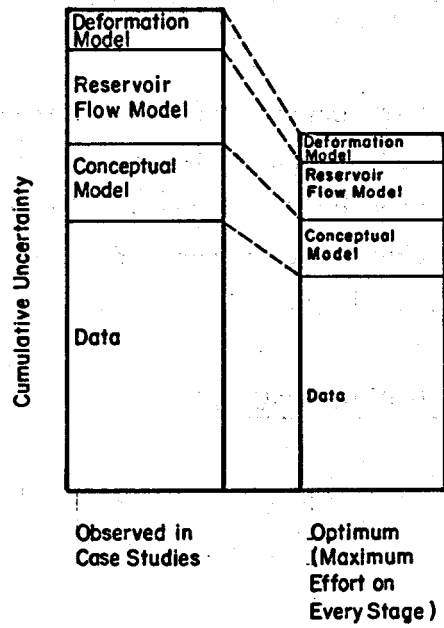 Cumulative Uncertainty
Deformation
Model
Reservoir
Flow Model
Conceptual
Model
Data
Deformation
Model
Reservoir
Flow Model
Conceptual
Model
Data
Observed in
Case Studies
Optimum
(Maximum
Effort on
Every Stage)